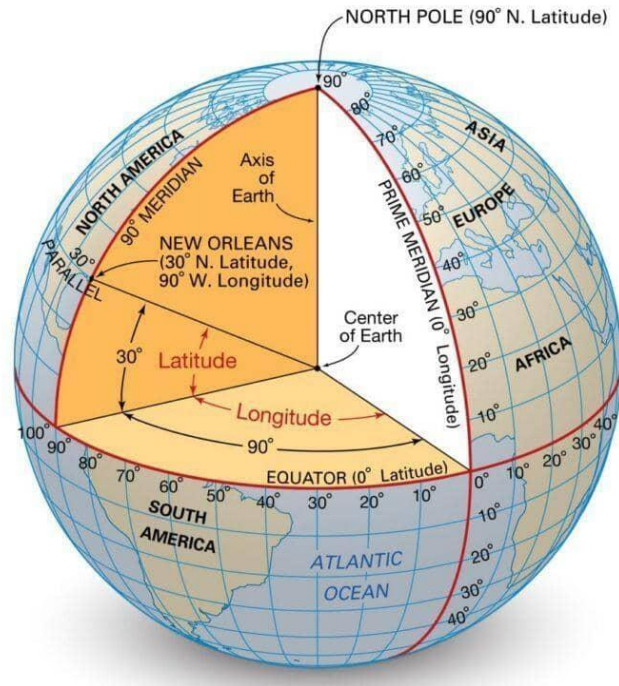 NORTH POLE (90° N. Latitude)
90°
80°
70°
60°
50°
40°
30°
20°
10°
ASIA
EUROPE
AFRICA
NORTH AMERICA
90° MERIDIAN
Axis
of
Earth
PRIME MERIDIAN (0° Longitude)
NEW ORLEANS
(30° N. Latitude,
90° W. Longitude)
30°
PARALLEL
Center
of Earth
30°
Latitude
Longitude
90°
EQUATOR (0° Latitude)
100°
90°
80°
70°
60°
50°
40°
30°
20°
10°
0°
10°
20°
30°
40°
10°
20°
30°
40°
SOUTH
AMERICA
ATLANTIC
OCEAN